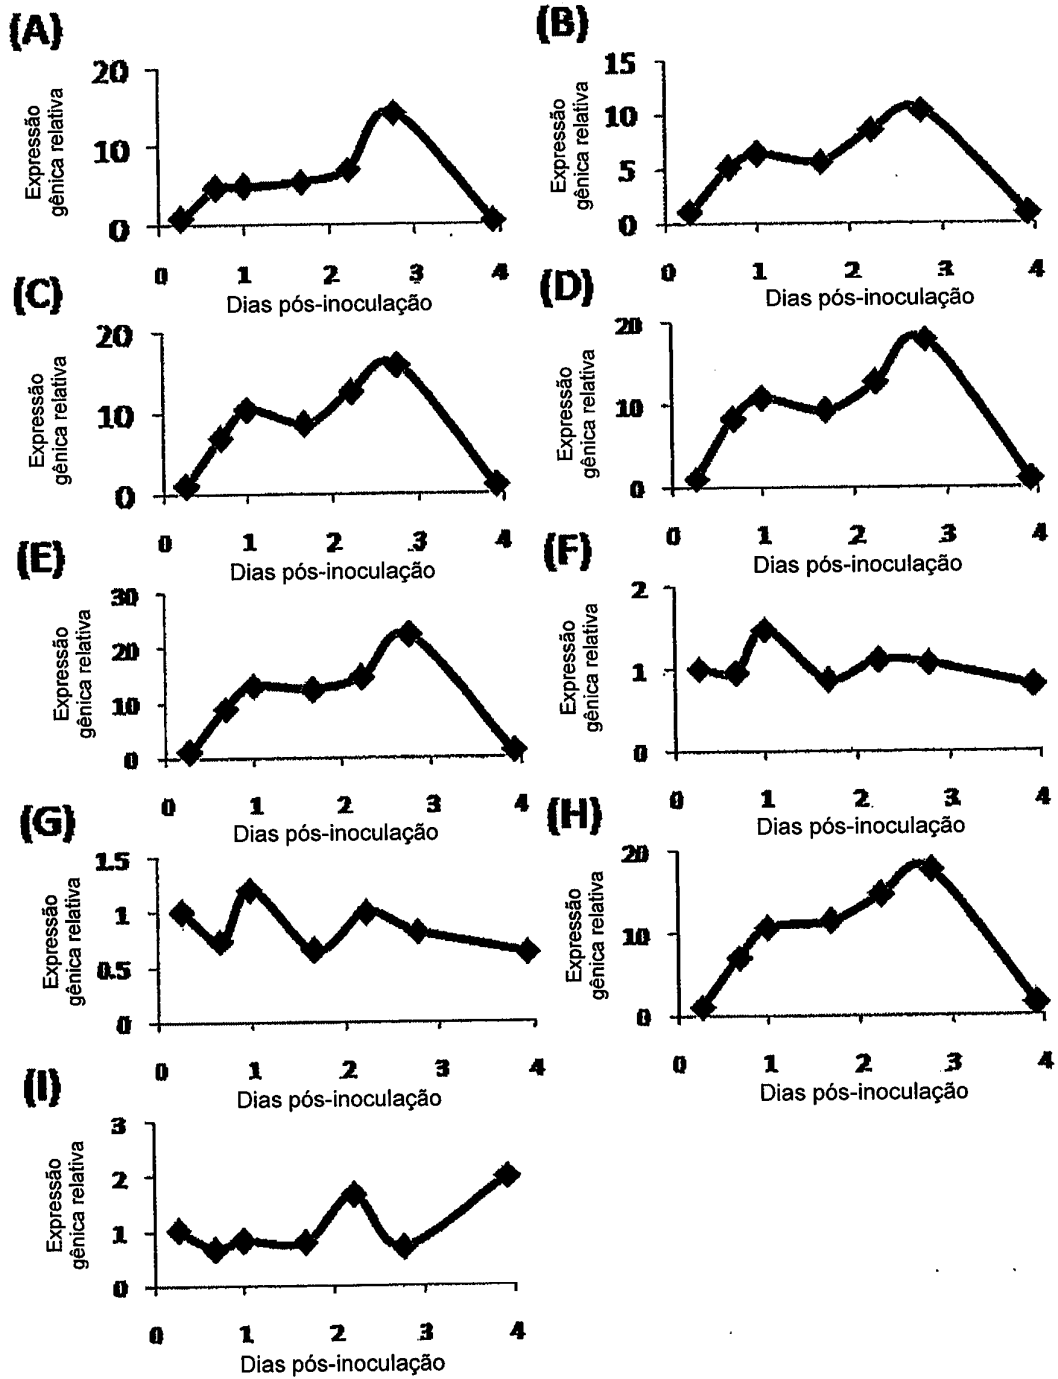 (A)
Expressão
gênica relativa
20
10
0
0 1 2 3 4
Dias pós-inoculação
(B)
Expressão
gênica relativa
15
10
5
0
0 1 2 3 4
Dias pós-inoculação
(C)
Expressão
gênica relativa
20
10
0
0 1 2 3 4
Dias pós-inoculação
(D)
Expressão
gênica relativa
20
10
0
0 1 2 3 4
Dias pós-inoculação
(E)
Expressão
gênica relativa
30
20
10
0
0 1 2 3 4
Dias pós-inoculação
(F)
Expressão
gênica relativa
2
1
0
0 1 2 3 4
Dias pós-inoculação
(G)
Expressão
gênica relativa
1.5
1
0.5
0
0 1 2 3 4
Dias pós-inoculação
(H)
Expressão
gênica relativa
20
10
0
0 1 2 3 4
Dias pós-inoculação
(I)
Expressão
gênica relativa
3
2
1
0
0 1 2 3 4
Dias pós-inoculação